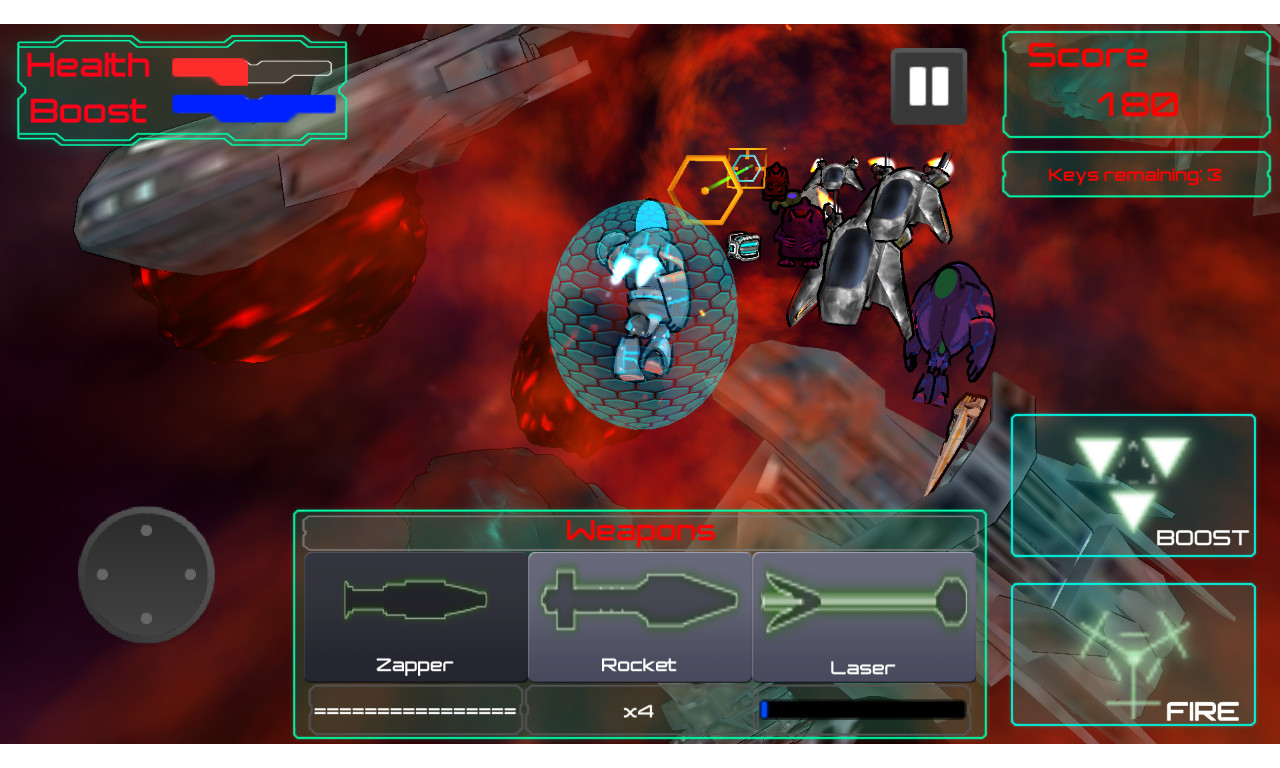 Health
Boost
Score
180
Keys remaining: 3
Weapons
Zapper
Rocket
Laser
================
x4
BOOST
FIRE